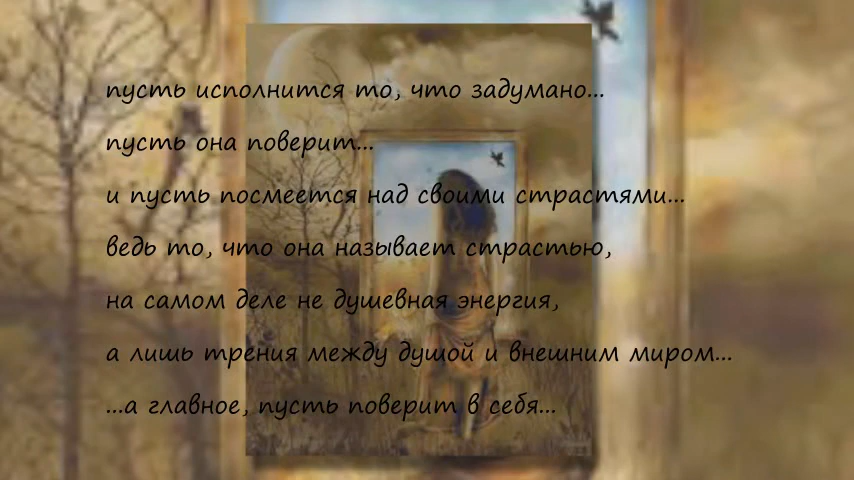 пусть исполнится то, что задумано...
пусть она поверит...
и пусть посмеется над своими страстями...
ведь то, что она называет страстью,
на самом деле не душевная энергия,
а лишь трения между душой и внешним миром...
...а главное, пусть поверит в себя...